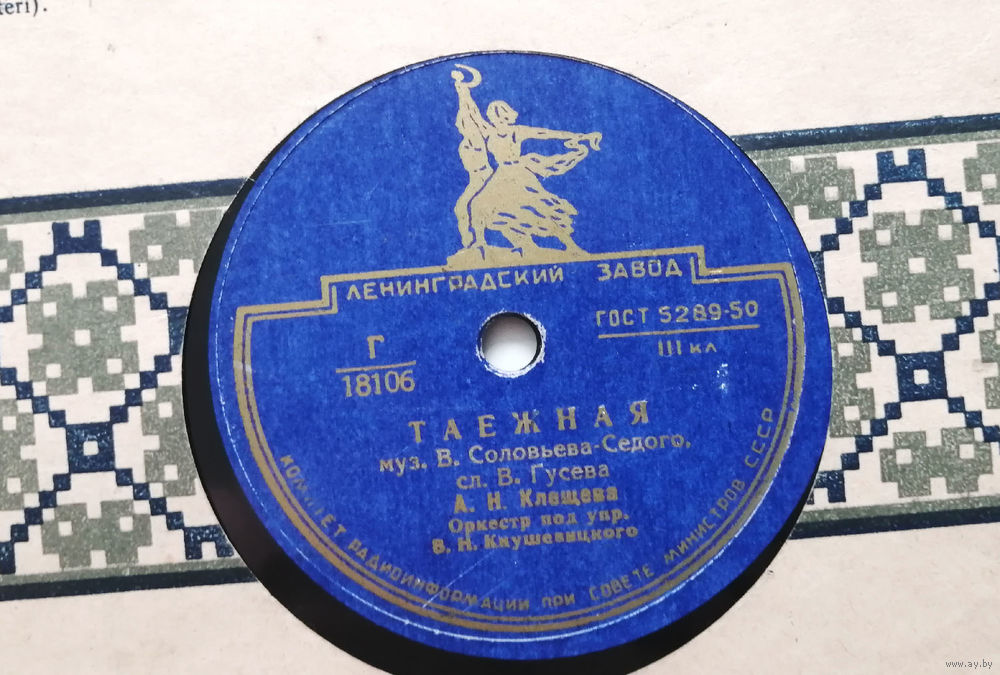 teri).
ЛЕНИНГРАДСКИЙ ЗАВОД
Г
18106
ГОСТ 5289-50
III кл
ТАЕЖНАЯ
муз. В. Соловьева-Седого,
сл. В. Гусева
А. Н. Клещева
Оркестр под упр.
В. Н. Кнушевицкого
КОМИТЕТ РАДИОИНФОРМАЦИИ ПРИ СОВЕТЕ МИНИСТРОВ СССР
www.ay.by